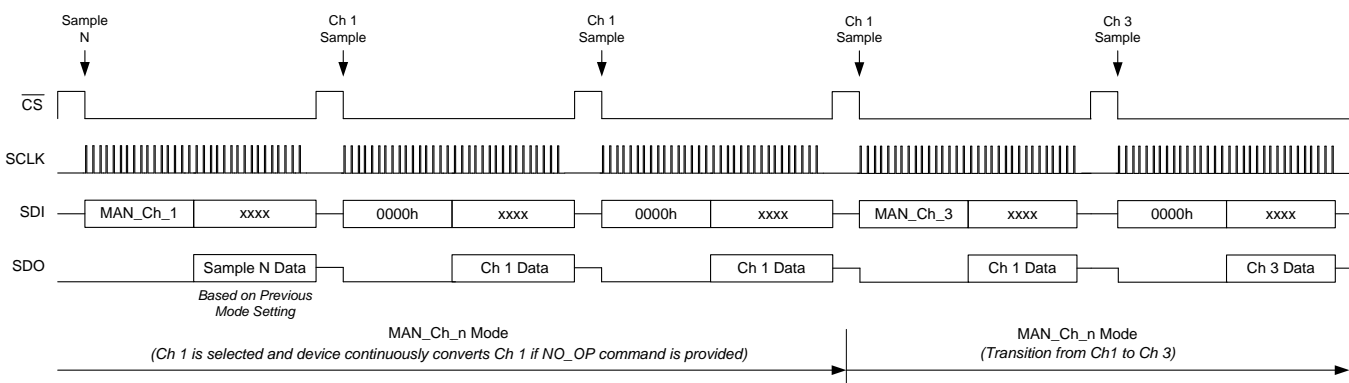 Sample
N
Ch 1
Sample
Ch 1
Sample
Ch 1
Sample
Ch 3
Sample
CS
SCLK
SDI
MAN_Ch_1
xxxx
0000h
xxxx
0000h
xxxx
MAN_Ch_3
xxxx
0000h
xxxx
SDO
Sample N Data
Ch 1 Data
Ch 1 Data
Ch 1 Data
Ch 3 Data
Based on Previous
Mode Setting
MAN_Ch_n Mode
(Ch 1 is selected and device continuously converts Ch 1 if NO_OP command is provided)
MAN_Ch_n Mode
(Transition from Ch1 to Ch 3)